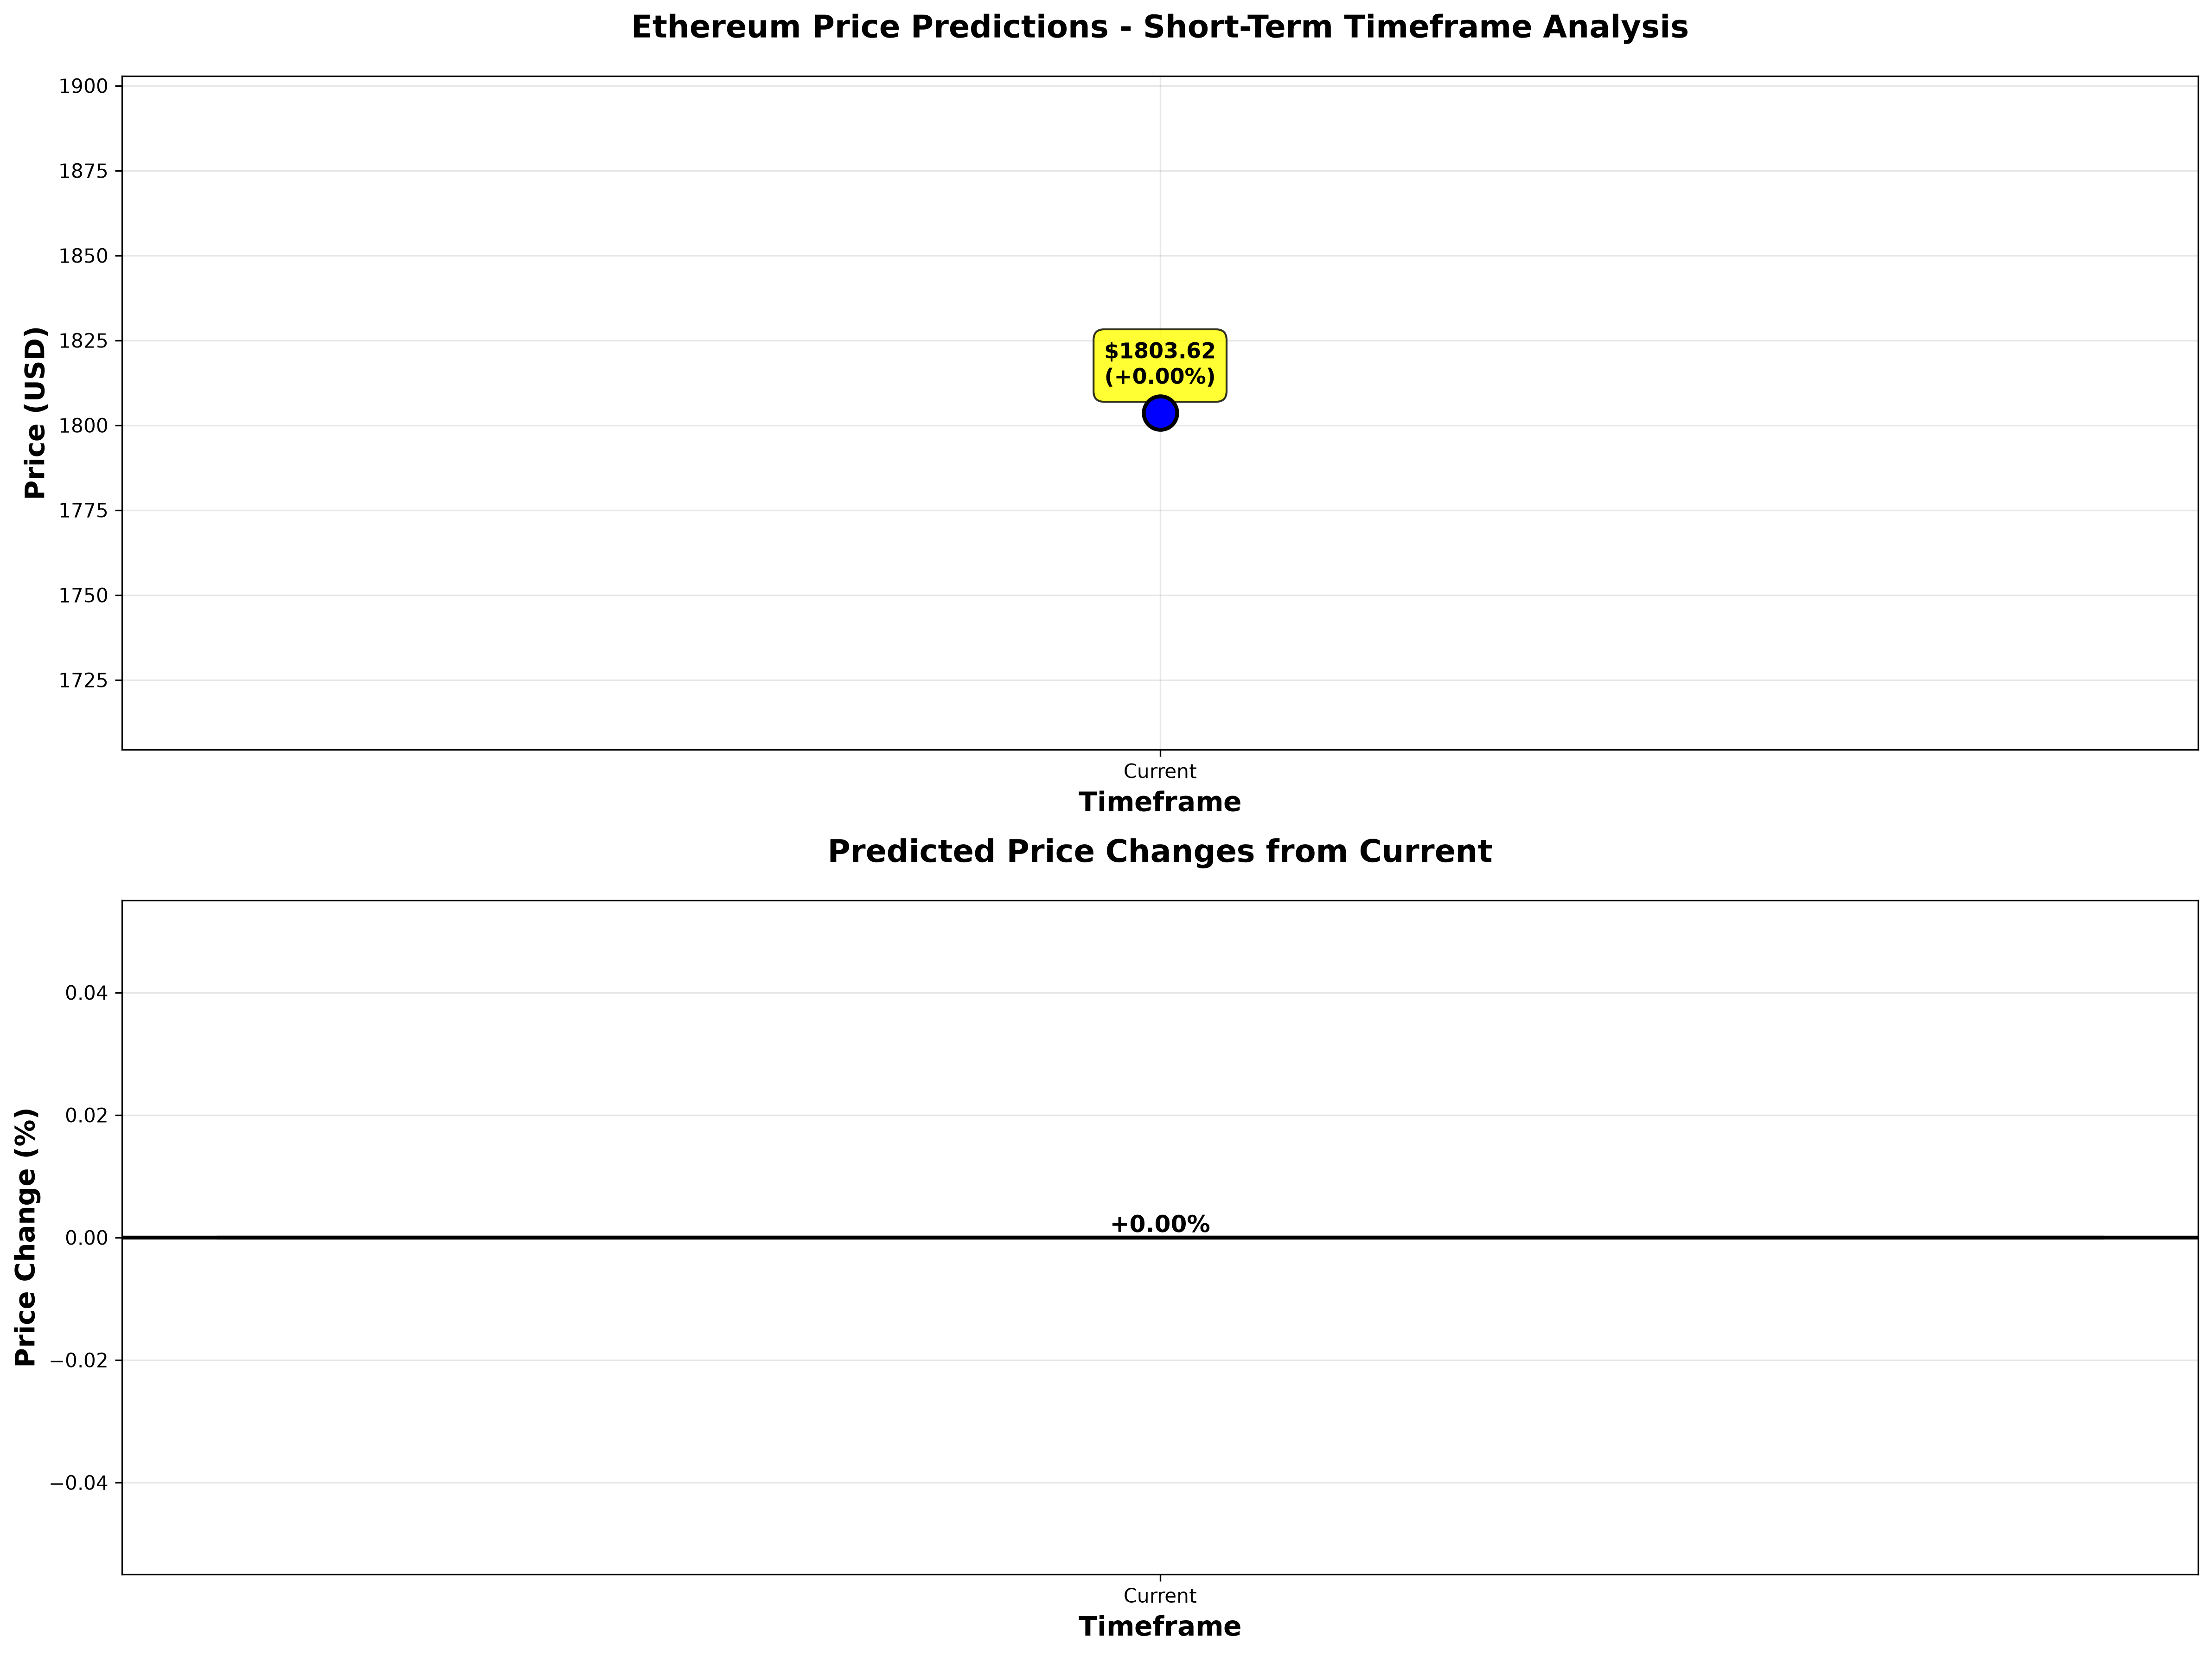 Ethereum Price Predictions - Short-Term Timeframe Analysis
1900
1875
1850
1825
1800
1775
1750
1725
Price (USD)
$1803.62
(+0.00%)
Current
Timeframe
Predicted Price Changes from Current
0.04
0.02
0.00
−0.02
−0.04
Price Change (%)
+0.00%
Current
Timeframe